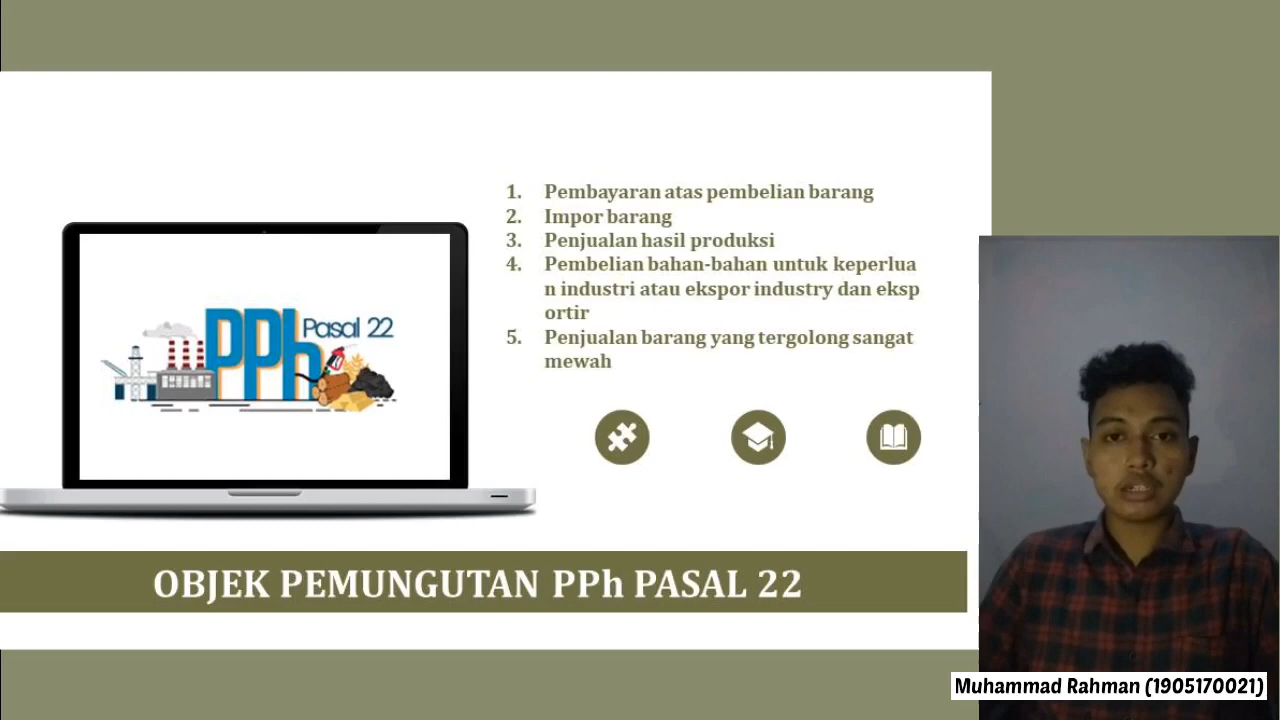 1. Pembayaran atas pembelian barang
2. Impor barang
3. Penjualan hasil produksi
4. Pembelian bahan-bahan untuk keperlua
n industri atau ekspor industry dan eksp
ortir
5. Penjualan barang yang tergolong sangat
mewah
PPh Pasal 22
OBJEK PEMUNGUTAN PPh PASAL 22
Muhammad Rahman (1905170021)